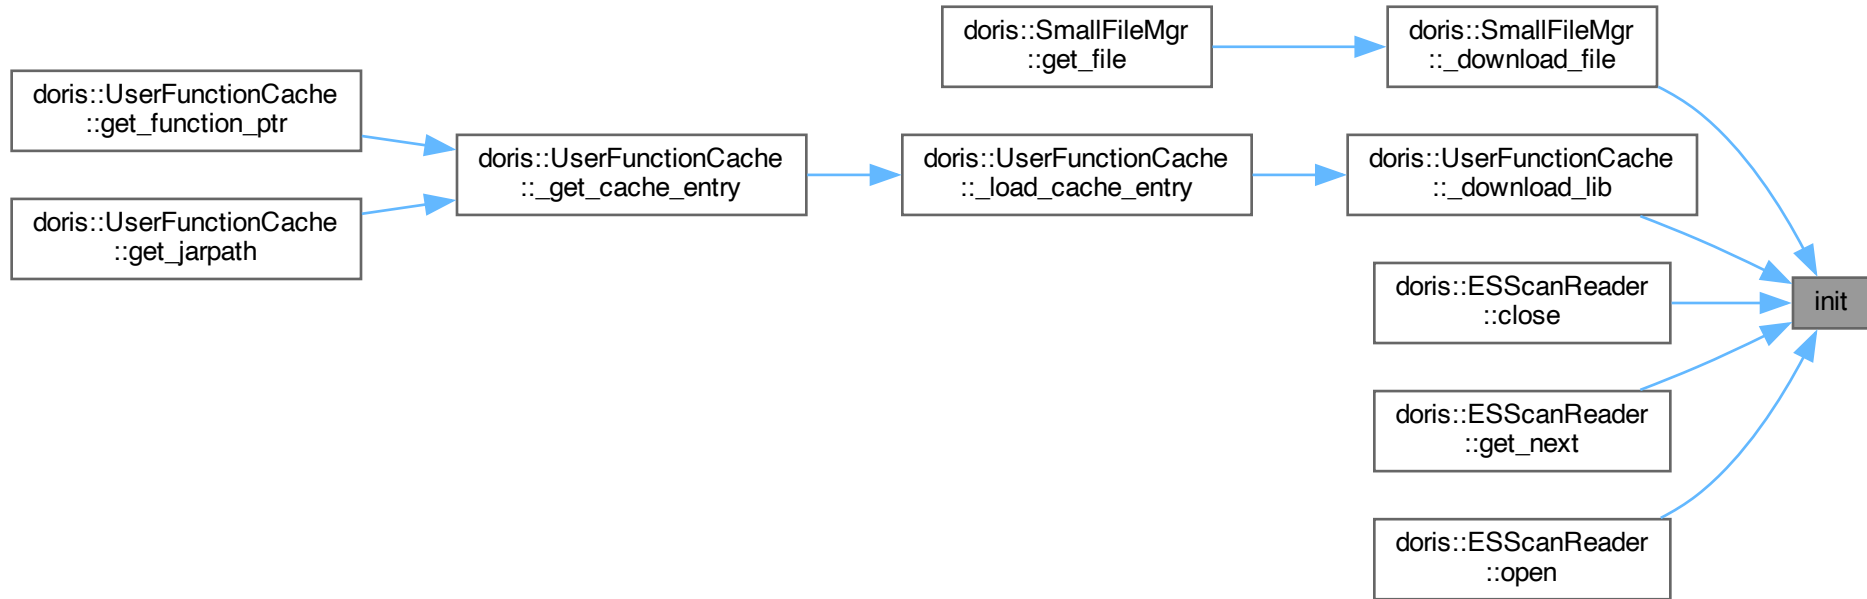 doris::SmallFileMgr
::get_file
doris::SmallFileMgr
::_download_file
doris::UserFunctionCache
::get_function_ptr
doris::UserFunctionCache
::_get_cache_entry
doris::UserFunctionCache
::_load_cache_entry
doris::UserFunctionCache
::_download_lib
doris::UserFunctionCache
::get_jarpath
doris::ESScanReader
::close
init
doris::ESScanReader
::get_next
doris::ESScanReader
::open